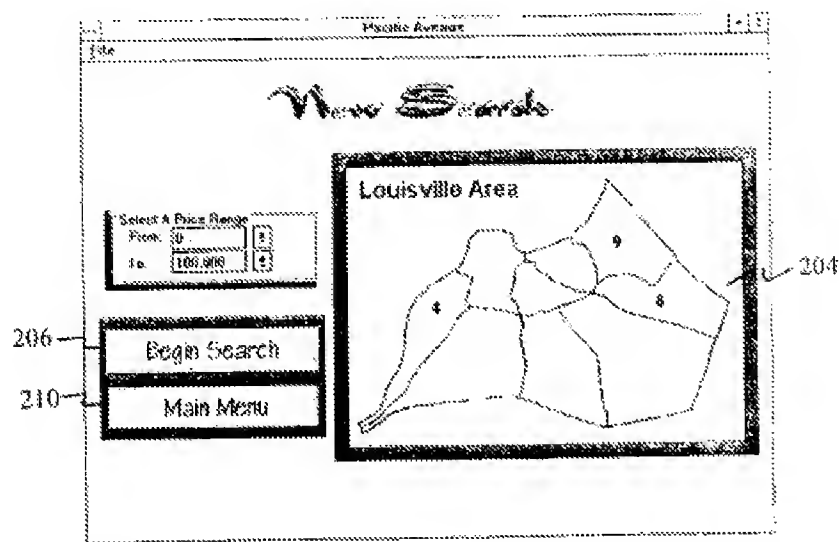 Pacific Avenue
File
New Search
Louisville Area
Select A Price Range
From: 0
To: 100,000
9
8
4
204
206
Begin Search
210
Main Menu